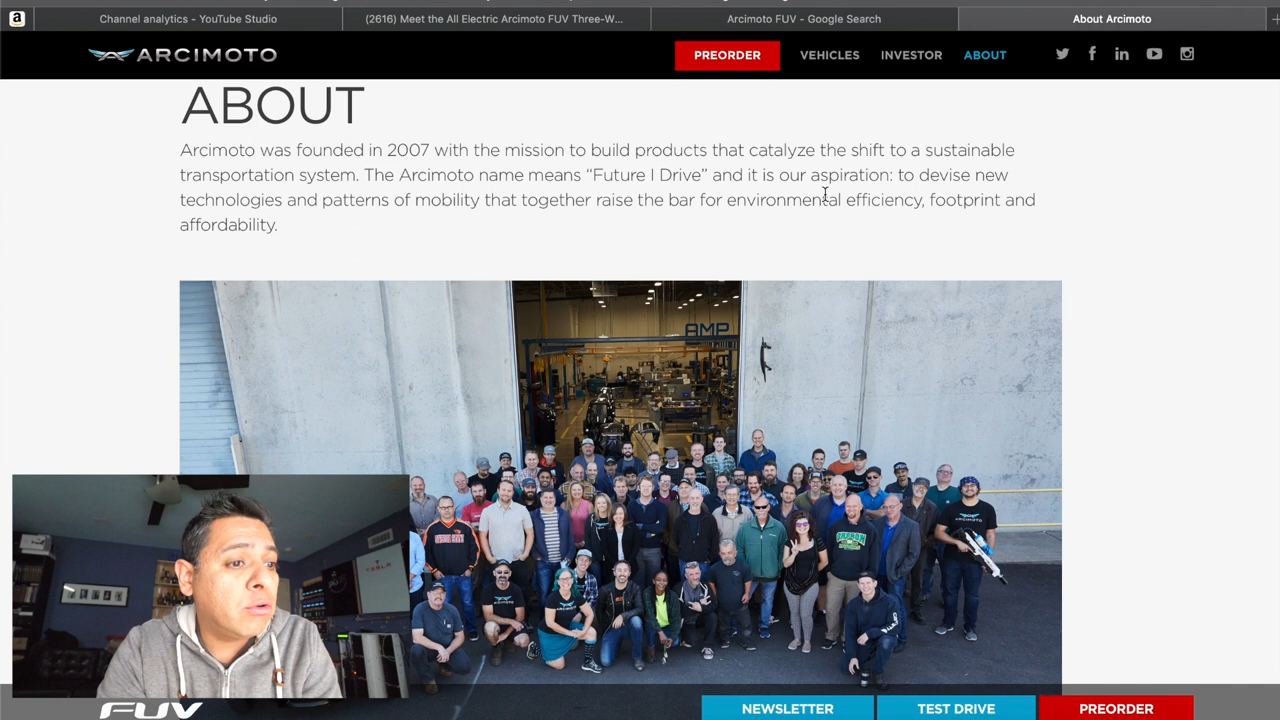 Channel analytics - YouTube Studio
(2616) Meet the All Electric Arcimoto FUV Three-W...
Arcimoto FUV - Google Search
About Arcimoto
ARCIMOTO
PREORDER
VEHICLES
INVESTOR
ABOUT
ABOUT
Arcimoto was founded in 2007 with the mission to build products that catalyze the shift to a sustainable
transportation system. The Arcimoto name means “Future I Drive” and it is our aspiration: to devise new
technologies and patterns of mobility that together raise the bar for environmental efficiency, footprint and
affordability.
AMP
ARCIMOTO
TESLA
FUV
NEWSLETTER
TEST DRIVE
PREORDER